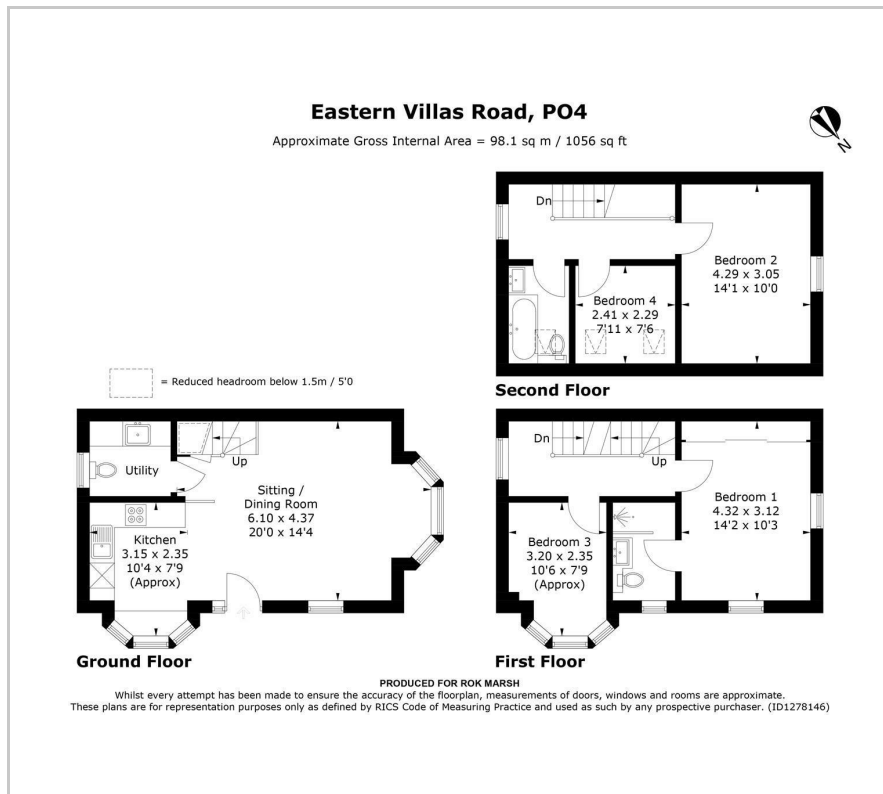 Eastern Villas Road, PO4
Approximate Gross Internal Area = 98.1 sq m / 1056 sq ft
N
Dn
Bedroom 2
4.29 x 3.05
14'1 x 10'0
Bedroom 4
2.41 x 2.29
7'11 x 7'6
Second Floor
= Reduced headroom below 1.5m / 5'0
Utility
Up
Sitting /
Dining Room
6.10 x 4.37
20'0 x 14'4
Kitchen
3.15 x 2.35
10'4 x 7'9
(Approx)
Ground Floor
Dn
Up
Bedroom 1
4.32 x 3.12
14'2 x 10'3
Bedroom 3
3.20 x 2.35
10'6 x 7'9
(Approx)
First Floor
PRODUCED FOR ROK MARSH
Whilst every attempt has been made to ensure the accuracy of the floorplan, measurements of doors, windows and rooms are approximate.
These plans are for representation purposes only as defined by RICS Code of Measuring Practice and used as such by any prospective purchaser. (ID1278146)